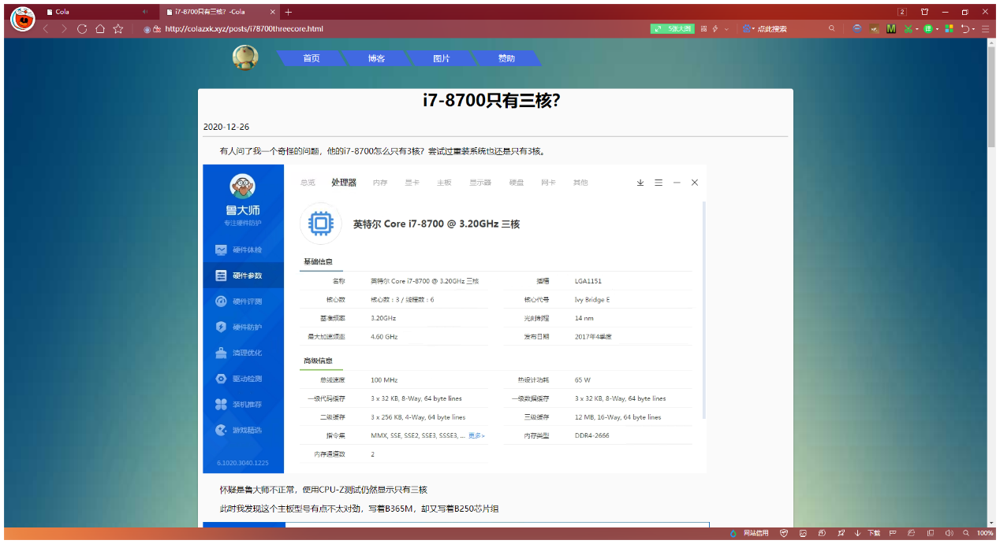 Cola
i7-8700只有三核? -Cola
2
http://colazxk.xyz/posts/i78700threecore.html
5张大图
点此搜索
首页
博客
图片
赞助
i7-8700只有三核?
2020-12-26
有人问了我一个奇怪的问题，他的i7-8700怎么只有3核？尝试过重装系统也还是只有3核。
鲁大师
专注硬件防护
硬件体检
硬件参数
硬件评测
硬件防护
清理优化
驱动检测
装机推荐
游戏精选
6.1020.3040.1225
总览 处理器 内存 显卡 主板 显示器 硬盘 网卡 其他
英特尔 Core i7-8700 @ 3.20GHz 三核
基础信息
名称 英特尔 Core i7-8700 @ 3.20GHz 三核 插槽 LGA1151
核心数 核心数：3 / 线程数：6 核心代号 Ivy Bridge E
基准频率 3.20GHz 光刻制程 14 nm
最大加速频率 4.60 GHz 发布日期 2017年4季度
高级信息
总线速度 100 MHz 热设计功耗 65 W
一级代码缓存 3 x 32 KB, 8-Way, 64 byte lines 一级数据缓存 3 x 32 KB, 8-Way, 64 byte lines
二级缓存 3 x 256 KB, 4-Way, 64 byte lines 三级缓存 12 MB, 16-Way, 64 byte lines
指令集 MMX, SSE, SSE2, SSE3, SSSE3, ... 更多> 内存类型 DDR4-2666
内存通道数 2
怀疑是鲁大师不正常，使用CPU-Z测试仍然显示只有三核
此时我发现这个主板型号有点不太对劲，写着B365M，却又写着B250芯片组
网站信用
下载
100%